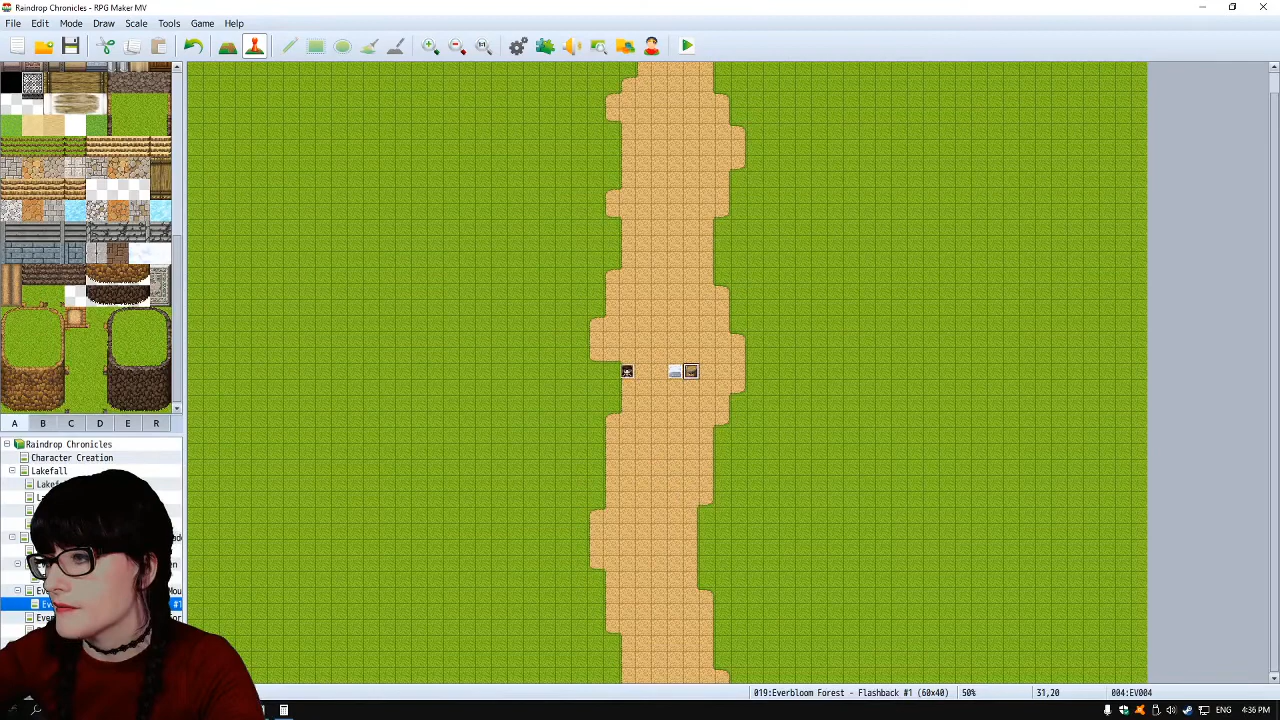 Raindrop Chronicles - RPG Maker MV
File Edit Mode Draw Scale Tools Game Help
A B C D E R
Raindrop Chronicles
Character Creation
Lakefall
#1
019:Everbloom Forest - Flashback #1 (60x40) 50% 31,20 004:EV004
ENG 4:36 PM